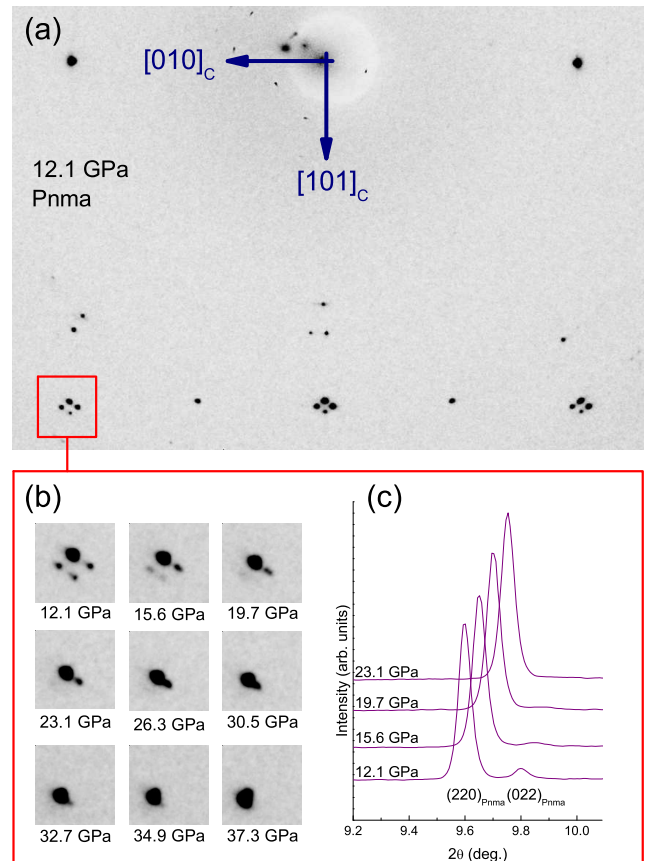 (a)
[010]C
[101]C
12.1 GPa
Pnma
(b)
12.1 GPa 15.6 GPa 19.7 GPa
23.1 GPa 26.3 GPa 30.5 GPa
32.7 GPa 34.9 GPa 37.3 GPa
(c)
Intensity (arb. units)
23.1 GPa
19.7 GPa
15.6 GPa
12.1 GPa
(220)Pnma (022)Pnma
9.2 9.4 9.6 9.8 10.0
2θ (deg.)